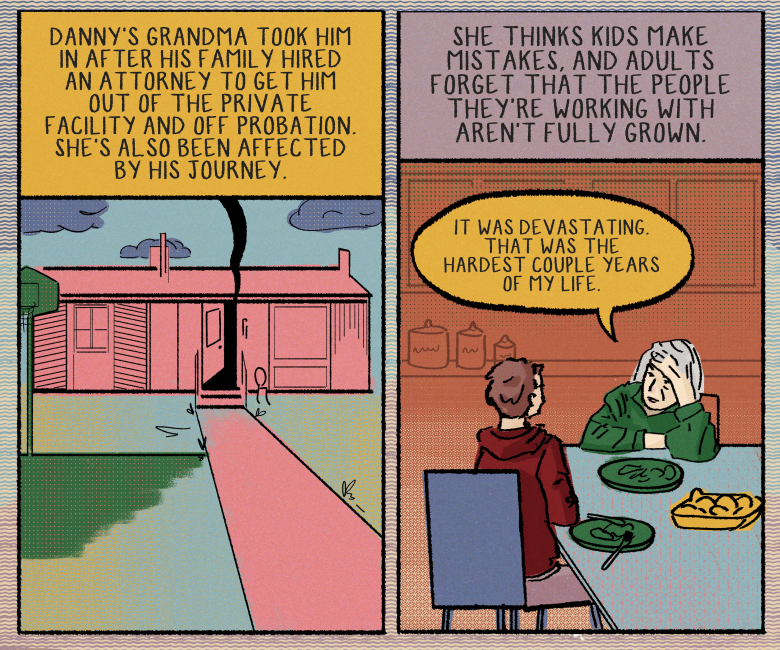 DANNY'S GRANDMA TOOK HIM
IN AFTER HIS FAMILY HIRED
AN ATTORNEY TO GET HIM
OUT OF THE PRIVATE
FACILITY AND OFF PROBATION.
SHE'S ALSO BEEN AFFECTED
BY HIS JOURNEY.
SHE THINKS KIDS MAKE
MISTAKES, AND ADULTS
FORGET THAT THE PEOPLE
THEY'RE WORKING WITH
AREN'T FULLY GROWN.
IT WAS DEVASTATING.
THAT WAS THE
HARDEST COUPLE YEARS
OF MY LIFE.